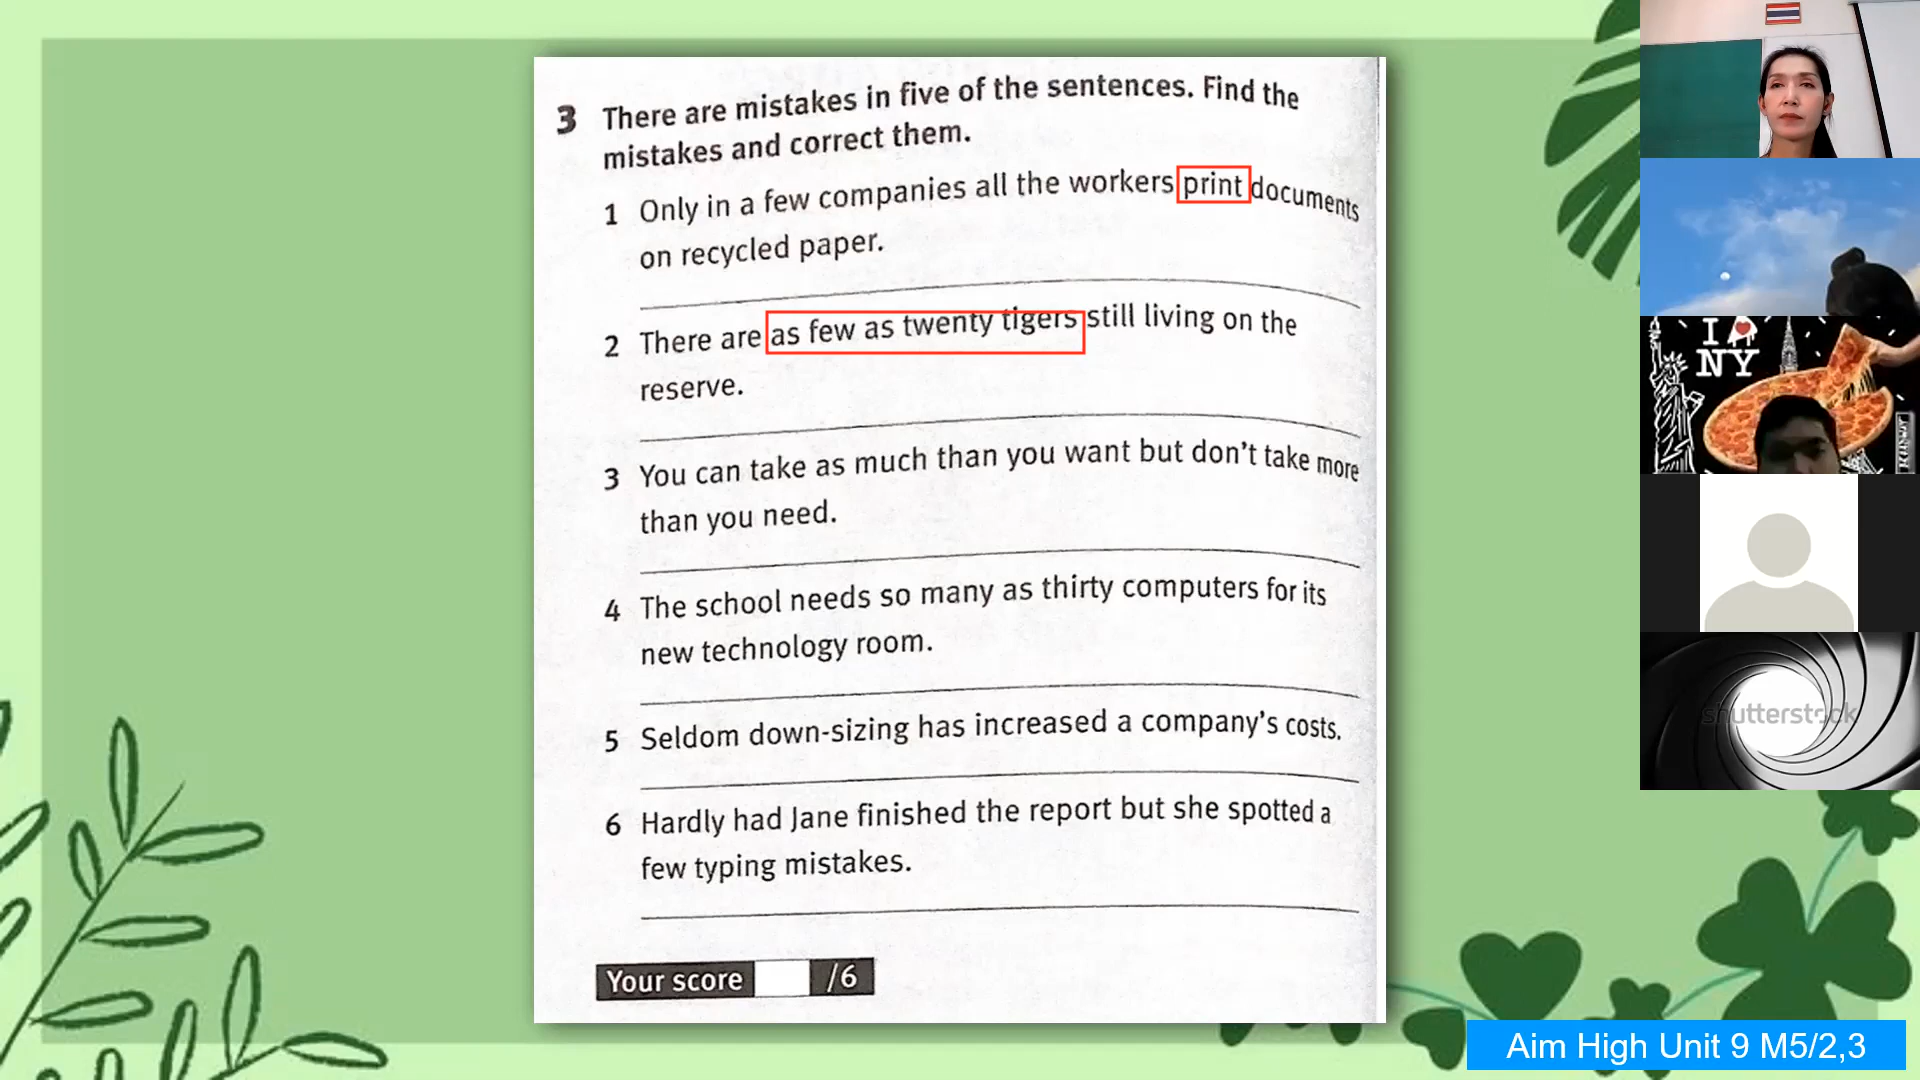 3 There are mistakes in five of the sentences. Find the
mistakes and correct them.
1 Only in a few companies all the workers print documents
on recycled paper.
2 There are as few as twenty tigers still living on the
reserve.
3 You can take as much than you want but don't take more
than you need.
4 The school needs so many as thirty computers for its
new technology room.
5 Seldom down-sizing has increased a company's costs.
6 Hardly had Jane finished the report but she spotted a
few typing mistakes.
Your score /6
I
NY
shutterstock
Aim High Unit 9 M5/2,3